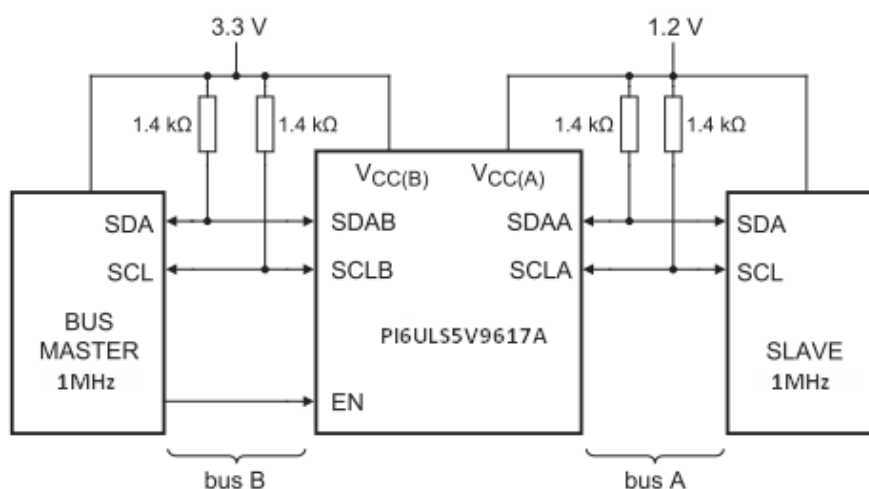 3.3 V
1.2 V
1.4 kΩ
1.4 kΩ
1.4 kΩ
1.4 kΩ
VCC(B)
VCC(A)
SDA
SDAB
SDAA
SDA
SCL
SCLB
SCLA
SCL
BUS
MASTER
1MHz
PI6ULS5V9617A
SLAVE
1MHz
EN
bus B
bus A